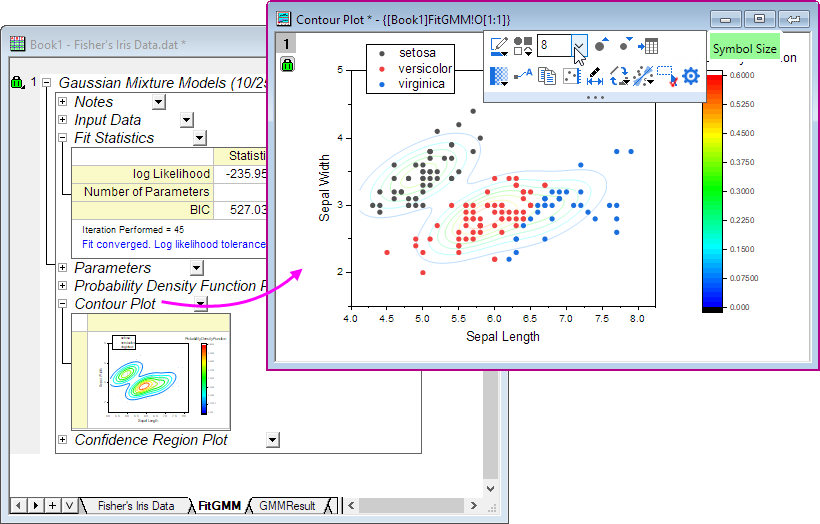 Book1 - Fisher's Iris Data.dat *
1
Gaussian Mixture Models (10/2
Notes
Input Data
Fit Statistics
Statisti
log Likelihood -235.95
Number of Parameters
BIC 527.03
Iteration Performed = 45
Fit converged. Log likelihood tolerance
Parameters
Probability Density Function
Contour Plot
Sepal Length
Confidence Region Plot
Fisher's Iris Data
FitGMM
GMMResult
Contour Plot * - {[Book1]FitGMM!O[1:1]}
1
setosa
versicolor
virginica
8
A
Symbol Size
on
5
4
3
2
Sepal Width
4.0 4.5 5.0 5.5 6.0 6.5 7.0 7.5 8.0
Sepal Length
0.6000
0.5250
0.4500
0.3750
0.3000
0.2250
0.1500
0.07500
0.000